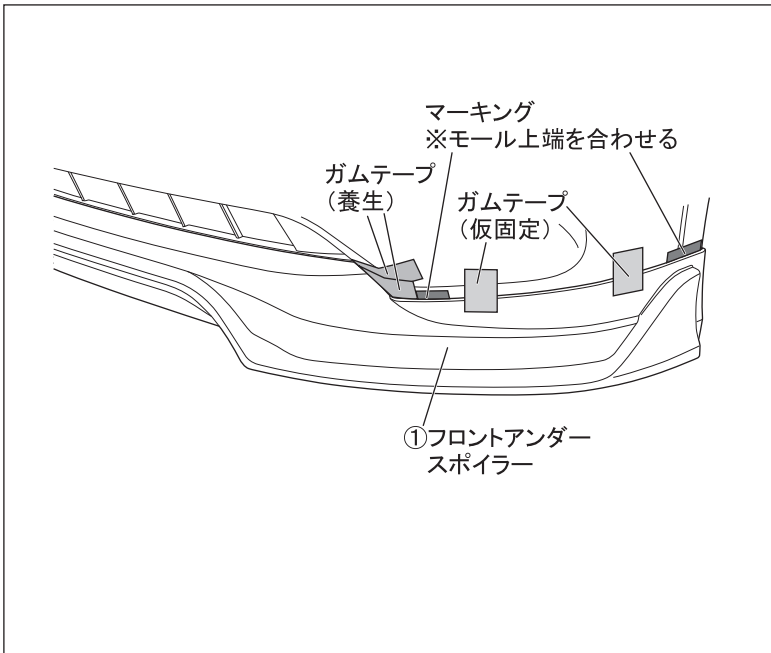 マーキング
※モール上端を合わせる
ガムテープ
（養生）
ガムテープ
（仮固定）
①フロントアンダー
スポイラー